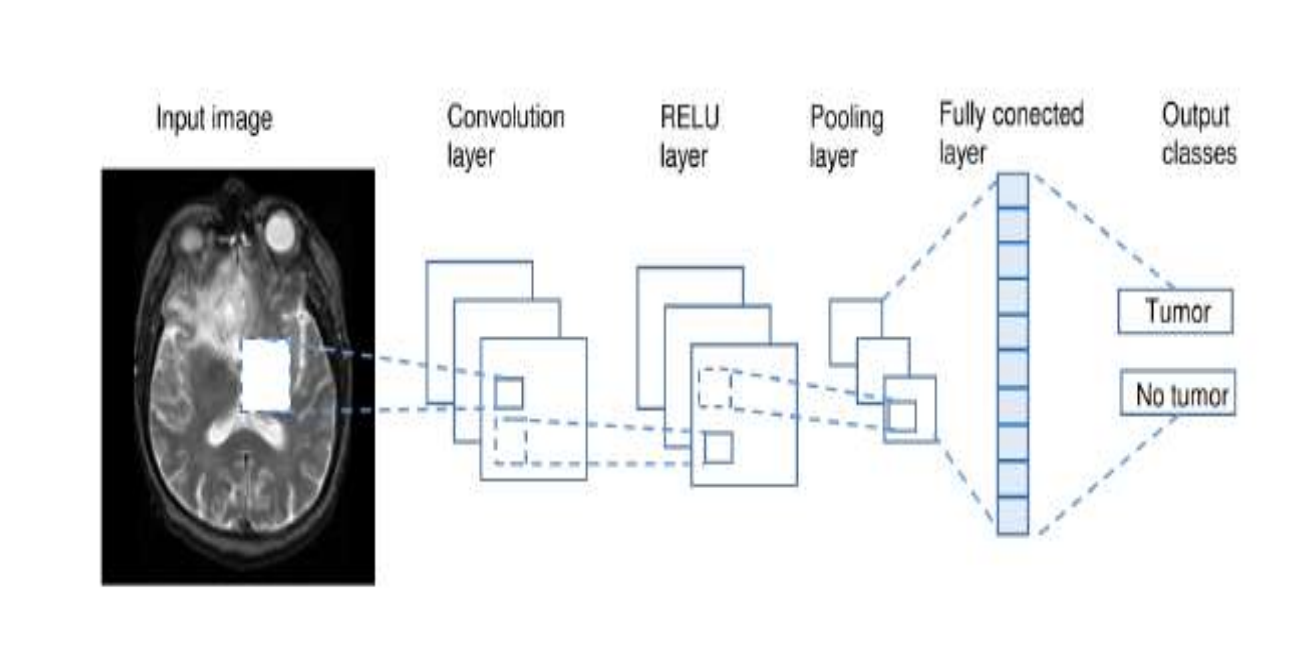 Input image
Convolution
layer
RELU
layer
Pooling
layer
Fully conected
layer
Output
classes
Tumor
No tumor